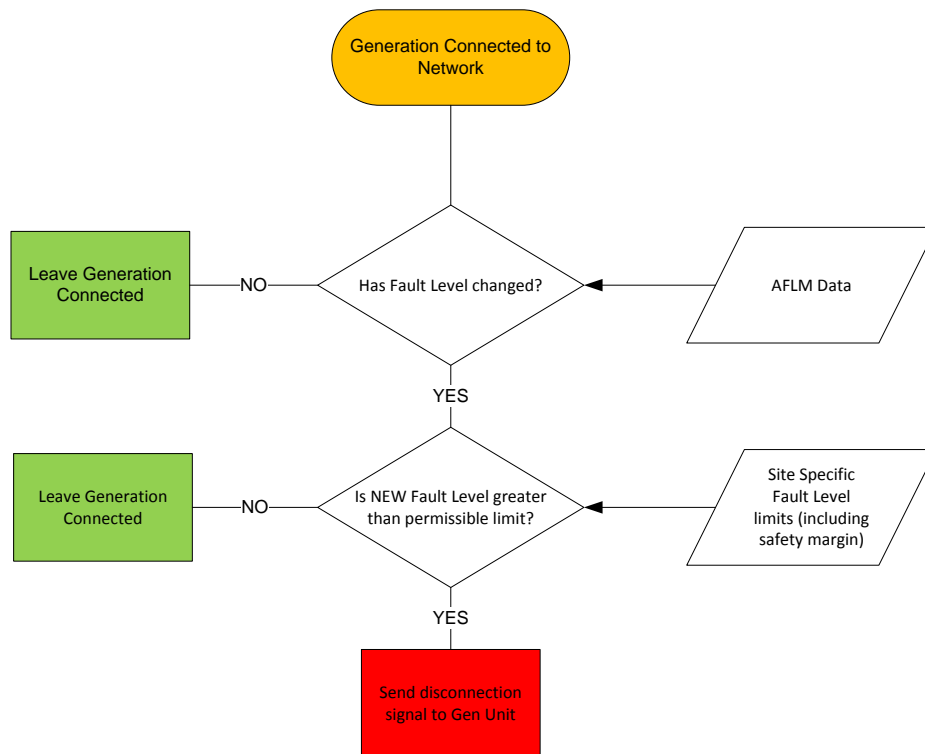 Generation Connected to
Network
Leave Generation
Connected
NO
Has Fault Level changed?
AFLM Data
YES
Leave Generation
Connected
NO
Is NEW Fault Level greater
than permissible limit?
Site Specific
Fault Level
limits (including
safety margin)
YES
Send disconnection
signal to Gen Unit